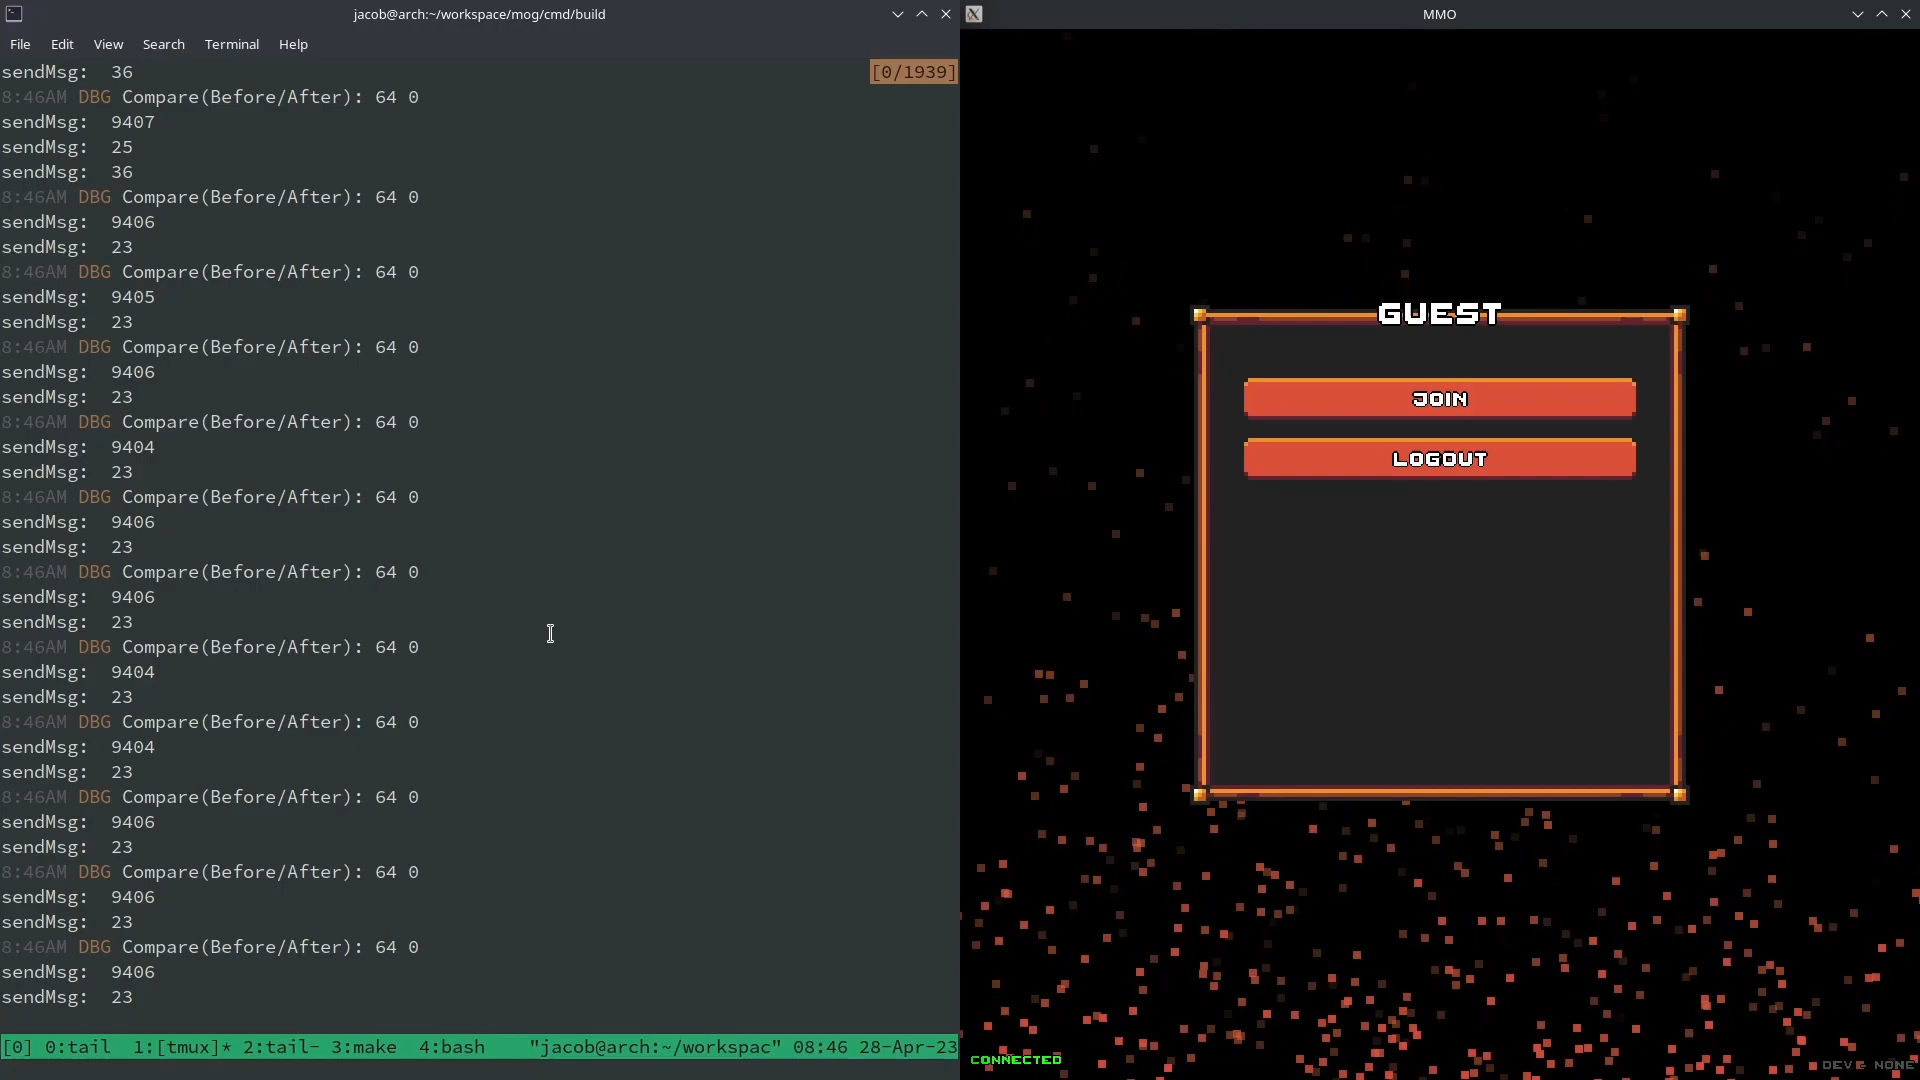 jacob@arch:~/workspace/mog/cmd/build
File Edit View Search Terminal Help
sendMsg:  36 [0/1939]
8:46AM DBG Compare(Before/After): 64 0
sendMsg:  9407
sendMsg:  25
sendMsg:  36
8:46AM DBG Compare(Before/After): 64 0
sendMsg:  9406
sendMsg:  23
8:46AM DBG Compare(Before/After): 64 0
sendMsg:  9405
sendMsg:  23
8:46AM DBG Compare(Before/After): 64 0
sendMsg:  9406
sendMsg:  23
8:46AM DBG Compare(Before/After): 64 0
sendMsg:  9404
sendMsg:  23
8:46AM DBG Compare(Before/After): 64 0
sendMsg:  9406
sendMsg:  23
8:46AM DBG Compare(Before/After): 64 0
sendMsg:  9406
sendMsg:  23
8:46AM DBG Compare(Before/After): 64 0
sendMsg:  9404
sendMsg:  23
8:46AM DBG Compare(Before/After): 64 0
sendMsg:  9404
sendMsg:  23
8:46AM DBG Compare(Before/After): 64 0
sendMsg:  9406
sendMsg:  23
8:46AM DBG Compare(Before/After): 64 0
sendMsg:  9406
sendMsg:  23
8:46AM DBG Compare(Before/After): 64 0
sendMsg:  9406
sendMsg:  23
[0] 0:tail  1:[tmux]* 2:tail- 3:make  4:bash    "jacob@arch:~/workspac" 08:46 28-Apr-23
MMO
GUEST
JOIN
LOGOUT
CONNECTED
DEV NONE